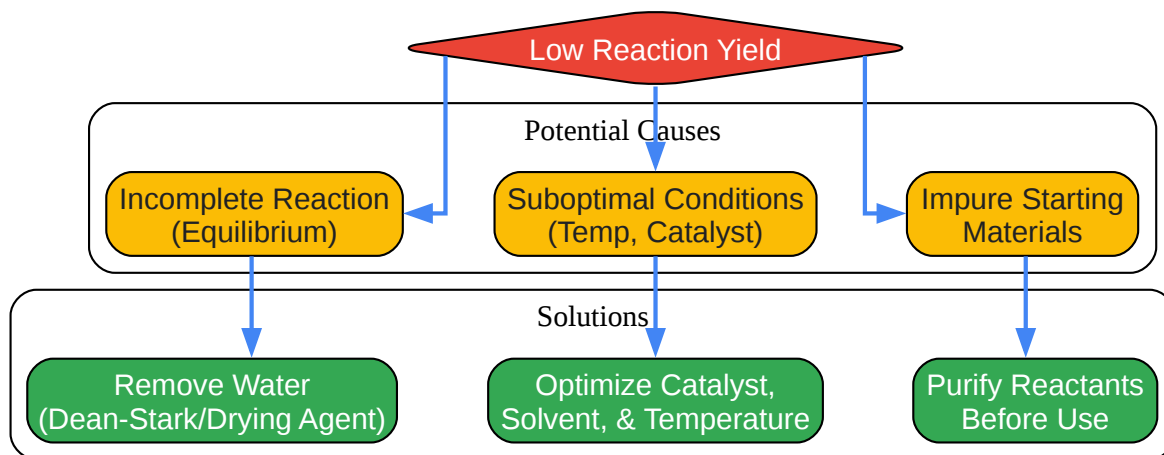 Low Reaction Yield
Potential Causes
Incomplete Reaction
(Equilibrium)
Suboptimal Conditions
(Temp, Catalyst)
Impure Starting
Materials
Solutions
Remove Water
(Dean-Stark/Drying Agent)
Optimize Catalyst,
Solvent, & Temperature
Purify Reactants
Before Use